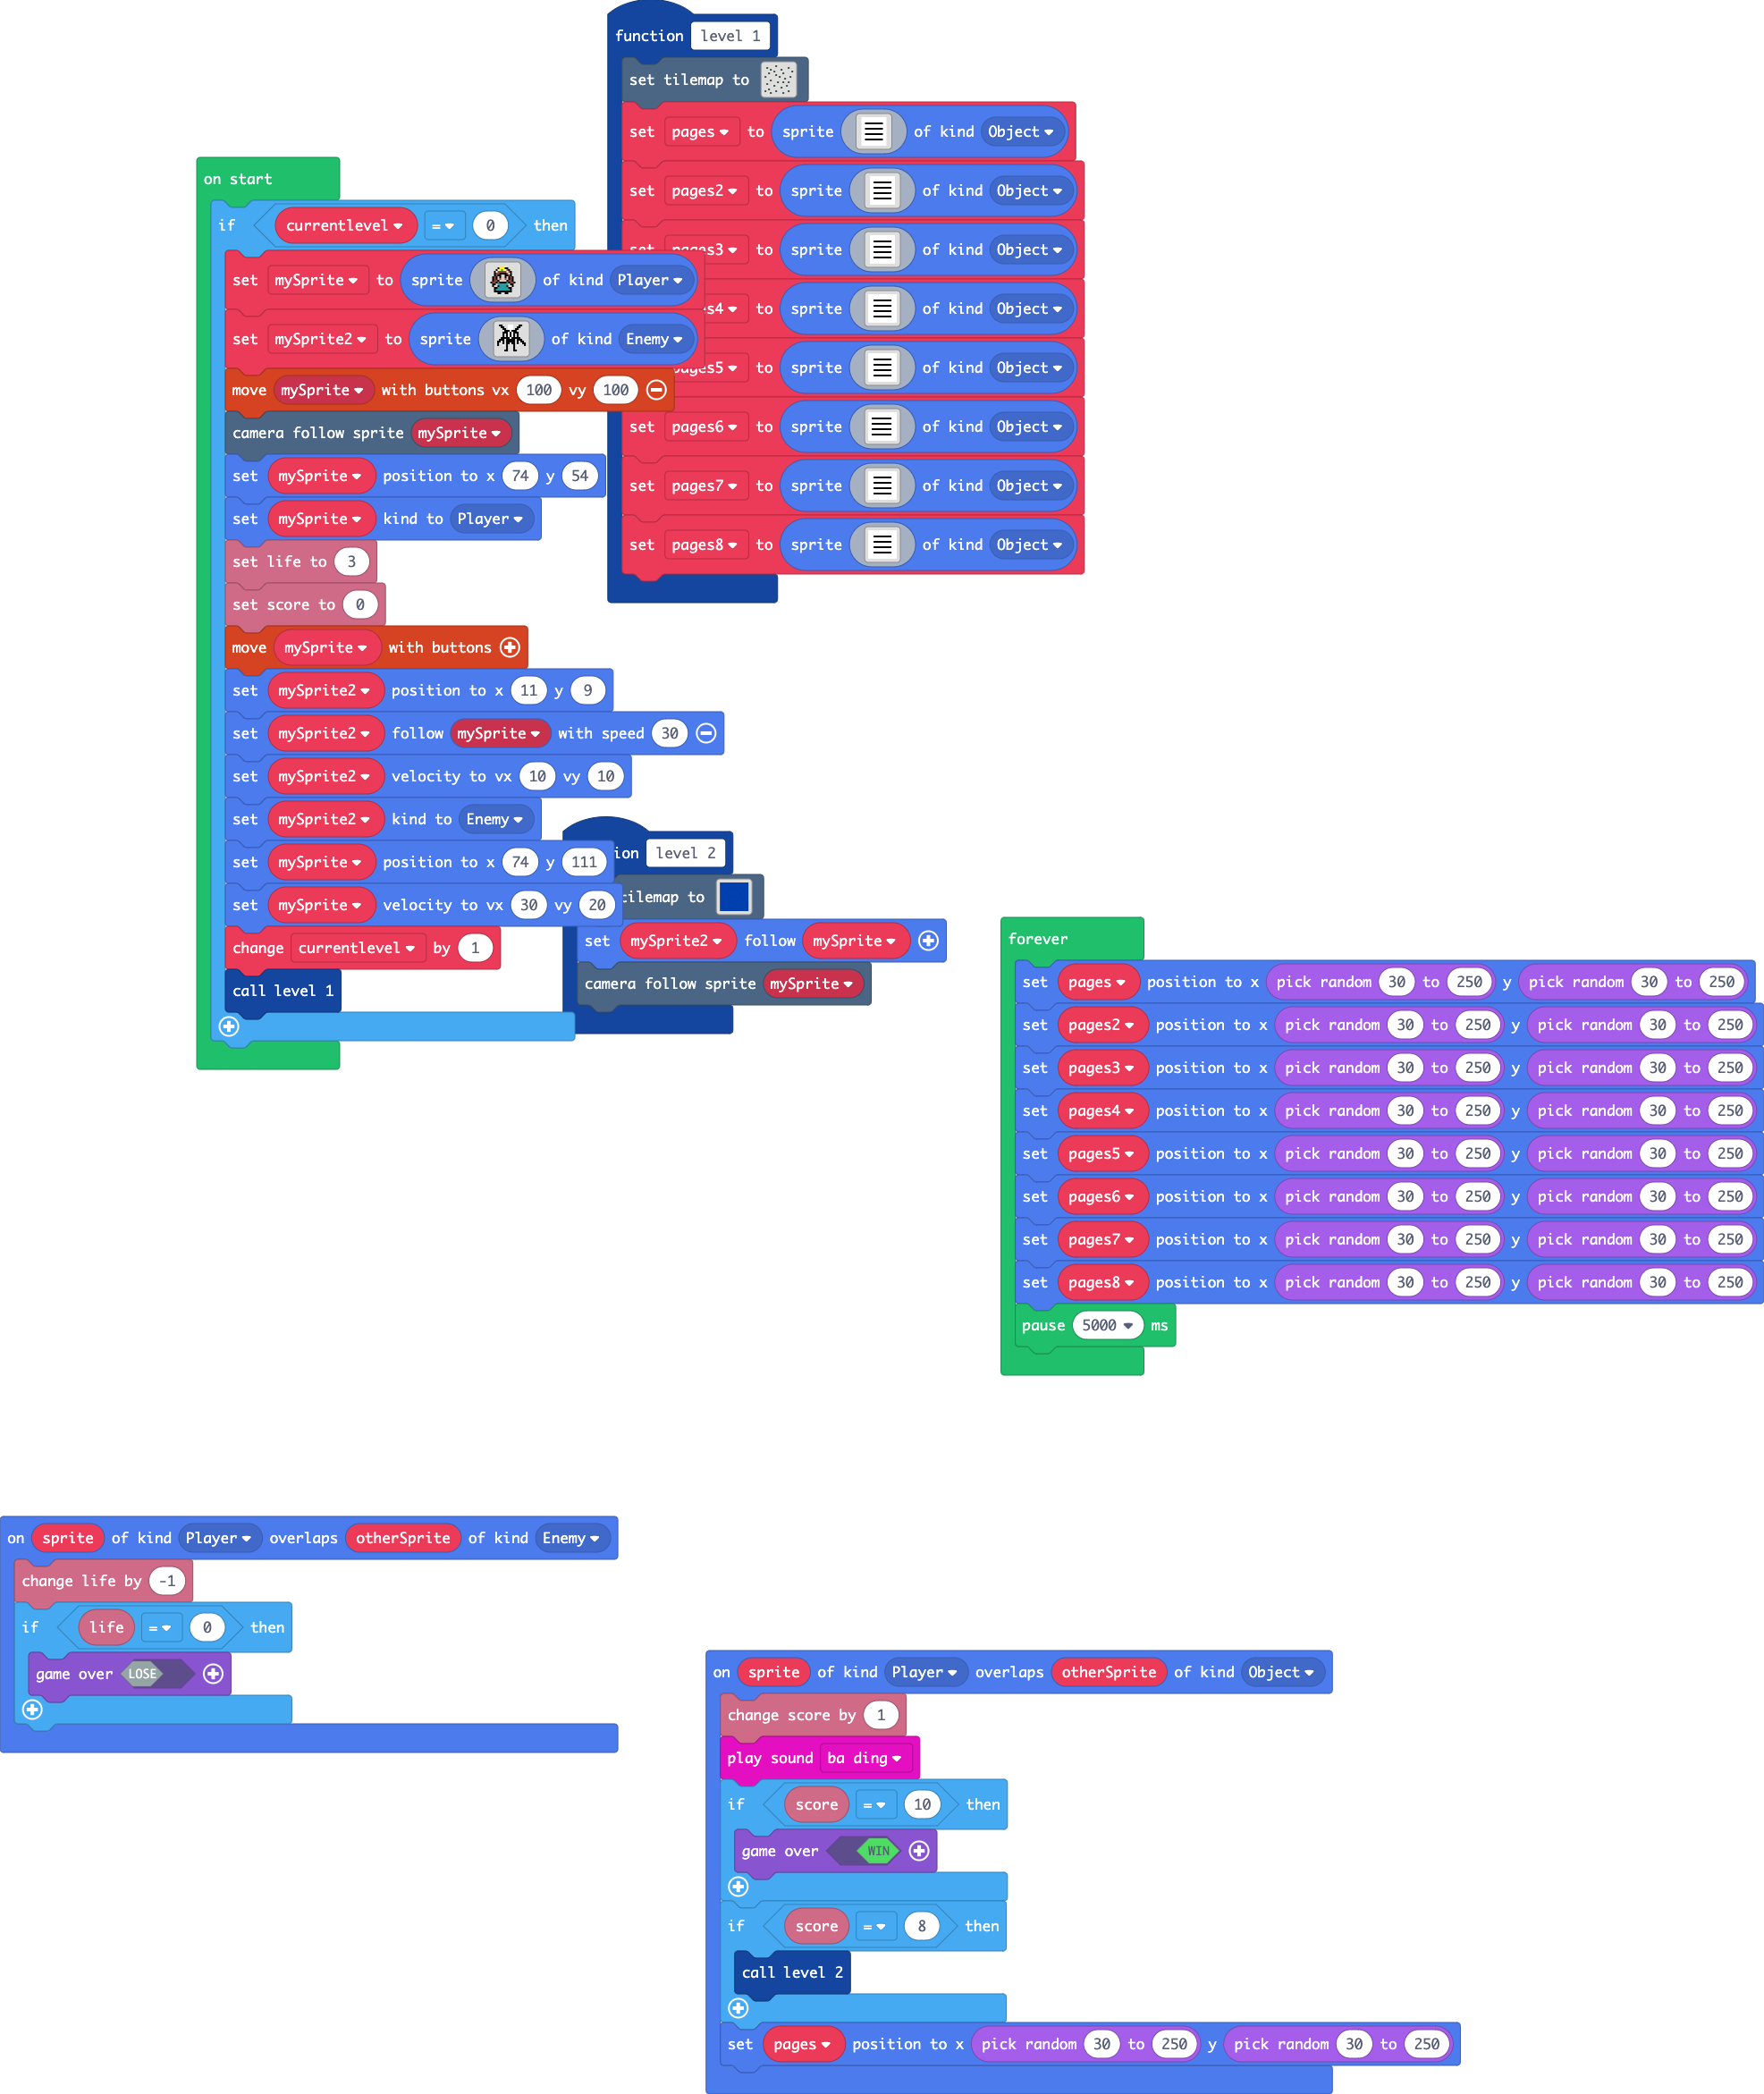 function level 1
set tilemap to
set pages to sprite of kind Object
set pages2 to sprite of kind Object
pages3 to sprite of kind Object
s4 to sprite of kind Object
pages5 to sprite of kind Object
set pages6 to sprite of kind Object
set pages7 to sprite of kind Object
set pages8 to sprite of kind Object
on start
if currentlevel = 0 then
set mySprite to sprite of kind Player
set mySprite2 to sprite of kind Enemy
move mySprite with buttons vx 100 vy 100
camera follow sprite mySprite
set mySprite position to x 74 y 54
set mySprite kind to Player
set life to 3
set score to 0
move mySprite with buttons
set mySprite2 position to x 11 y 9
set mySprite2 follow mySprite with speed 30
set mySprite2 velocity to vx 10 vy 10
set mySprite2 kind to Enemy
set mySprite position to x 74 y 111
set mySprite velocity to vx 30 vy 20
change currentlevel by 1
call level 1
ion level 2
tilemap to
set mySprite2 follow mySprite
camera follow sprite mySprite
forever
set pages position to x pick random 30 to 250 y pick random 30 to 250
set pages2 position to x pick random 30 to 250 y pick random 30 to 250
set pages3 position to x pick random 30 to 250 y pick random 30 to 250
set pages4 position to x pick random 30 to 250 y pick random 30 to 250
set pages5 position to x pick random 30 to 250 y pick random 30 to 250
set pages6 position to x pick random 30 to 250 y pick random 30 to 250
set pages7 position to x pick random 30 to 250 y pick random 30 to 250
set pages8 position to x pick random 30 to 250 y pick random 30 to 250
pause 5000 ms
on sprite of kind Player overlaps otherSprite of kind Enemy
change life by -1
if life = 0 then
game over LOSE
on sprite of kind Player overlaps otherSprite of kind Object
change score by 1
play sound ba ding
if score = 10 then
game over WIN
if score = 8 then
call level 2
set pages position to x pick random 30 to 250 y pick random 30 to 250